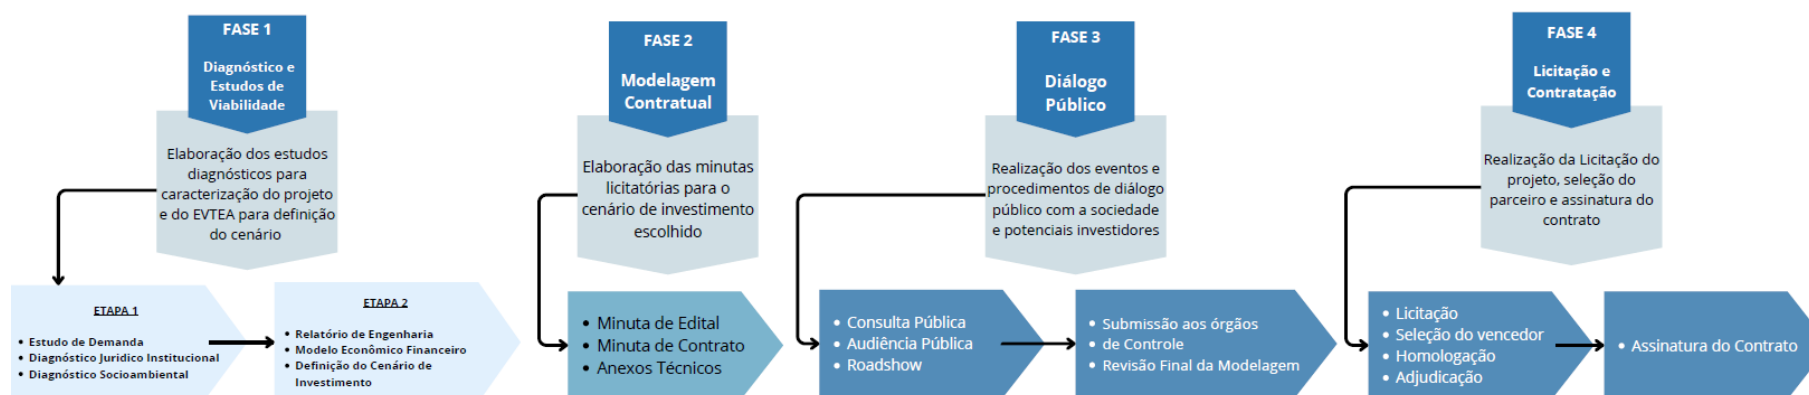 FASE 1
Diagnóstico e
Estudos de
Viabilidade
Elaboração dos estudos
diagnósticos para
caracterização do projeto
e do EVTEA para definição
do cenário
ETAPA 1
• Estudo de Demanda
• Diagnóstico Juridico Institucional
• Diagnóstico Socioambiental
ETAPA 2
• Relatório de Engenharia
• Modelo Econômico Financeiro
• Definição do Cenário de
Investimento
FASE 2
Modelagem
Contratual
Elaboração das minutas
licitatórias para o
cenário de investimento
escolhido
• Minuta de Edital
• Minuta de Contrato
• Anexos Técnicos
FASE 3
Diálogo
Público
Realização dos eventos e
procedimentos de diálogo
público com a sociedade
e potenciais investidores
• Consulta Pública
• Audiência Pública
• Roadshow
• Submissão aos órgãos
de Controle
• Revisão Final da Modelagem
FASE 4
Licitação e
Contratação
Realização da Licitação do
projeto, seleção do
parceiro e assinatura do
contrato
• Licitação
• Seleção do vencedor
• Homologação
• Adjudicação
• Assinatura do Contrato